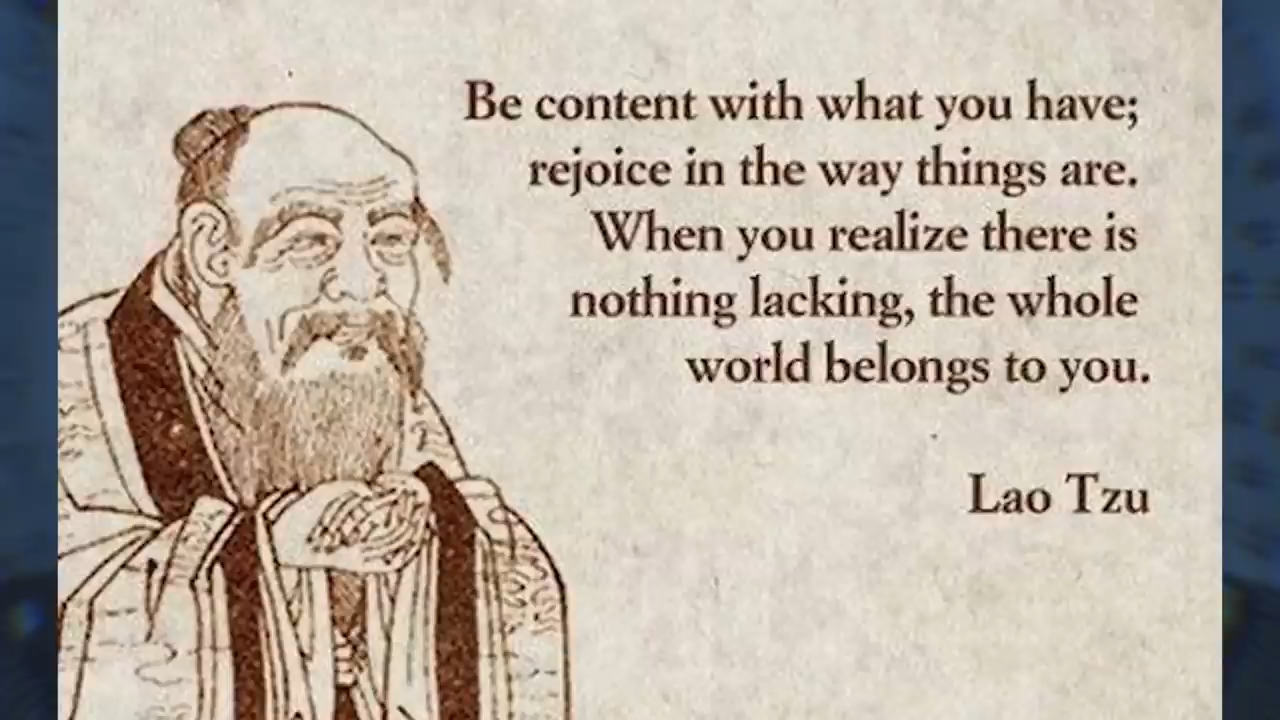 Be content with what you have;
rejoice in the way things are.
When you realize there is
nothing lacking, the whole
world belongs to you.
Lao Tzu